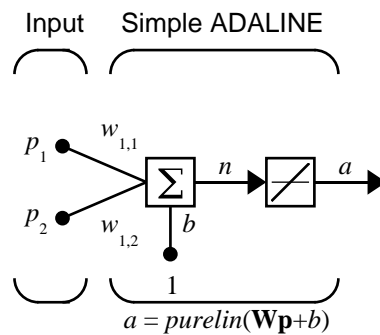 Input Simple ADALINE
p1 w1,1
Σ n a
p2 w1,2 b
1
a = purelin(Wp+b)